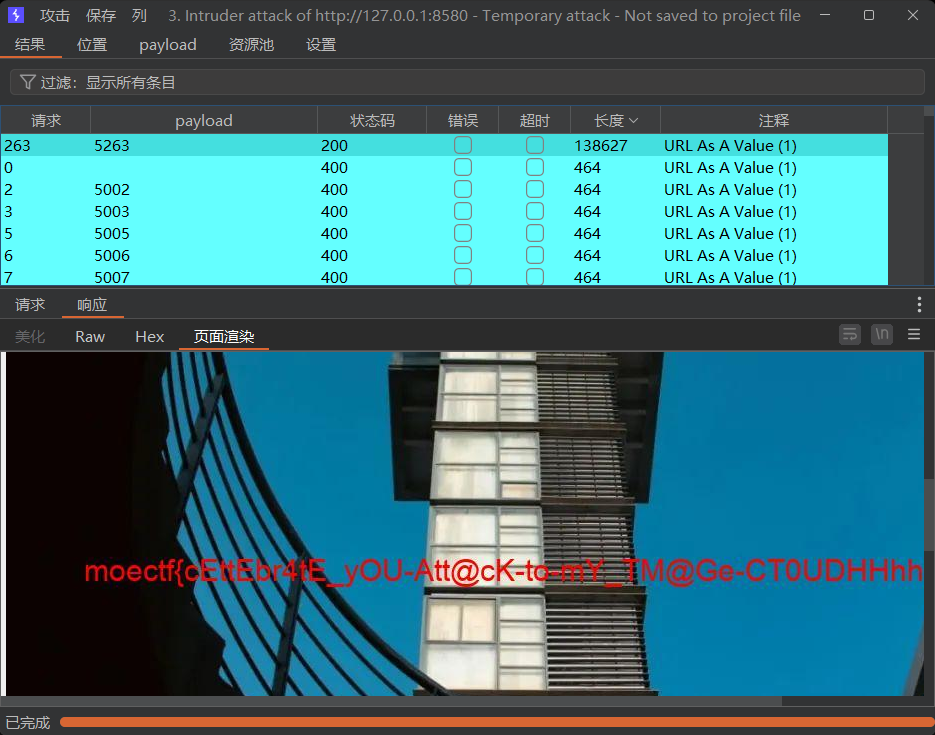 攻击 保存 列 3. Intruder attack of http://127.0.0.1:8580 - Temporary attack - Not saved to project file
结果 位置 payload 资源池 设置
过滤：显示所有条目
请求 payload 状态码 错误 超时 长度 注释
263 5263 200 138627 URL As A Value (1)
0 400 464 URL As A Value (1)
2 5002 400 464 URL As A Value (1)
3 5003 400 464 URL As A Value (1)
5 5005 400 464 URL As A Value (1)
6 5006 400 464 URL As A Value (1)
7 5007 400 464 URL As A Value (1)
请求 响应
美化 Raw Hex 页面渲染 \n
moectf{cEttEbr4tE_yOU-Att@cK-to-mY_TM@Ge-CT0UDHHhh
已完成